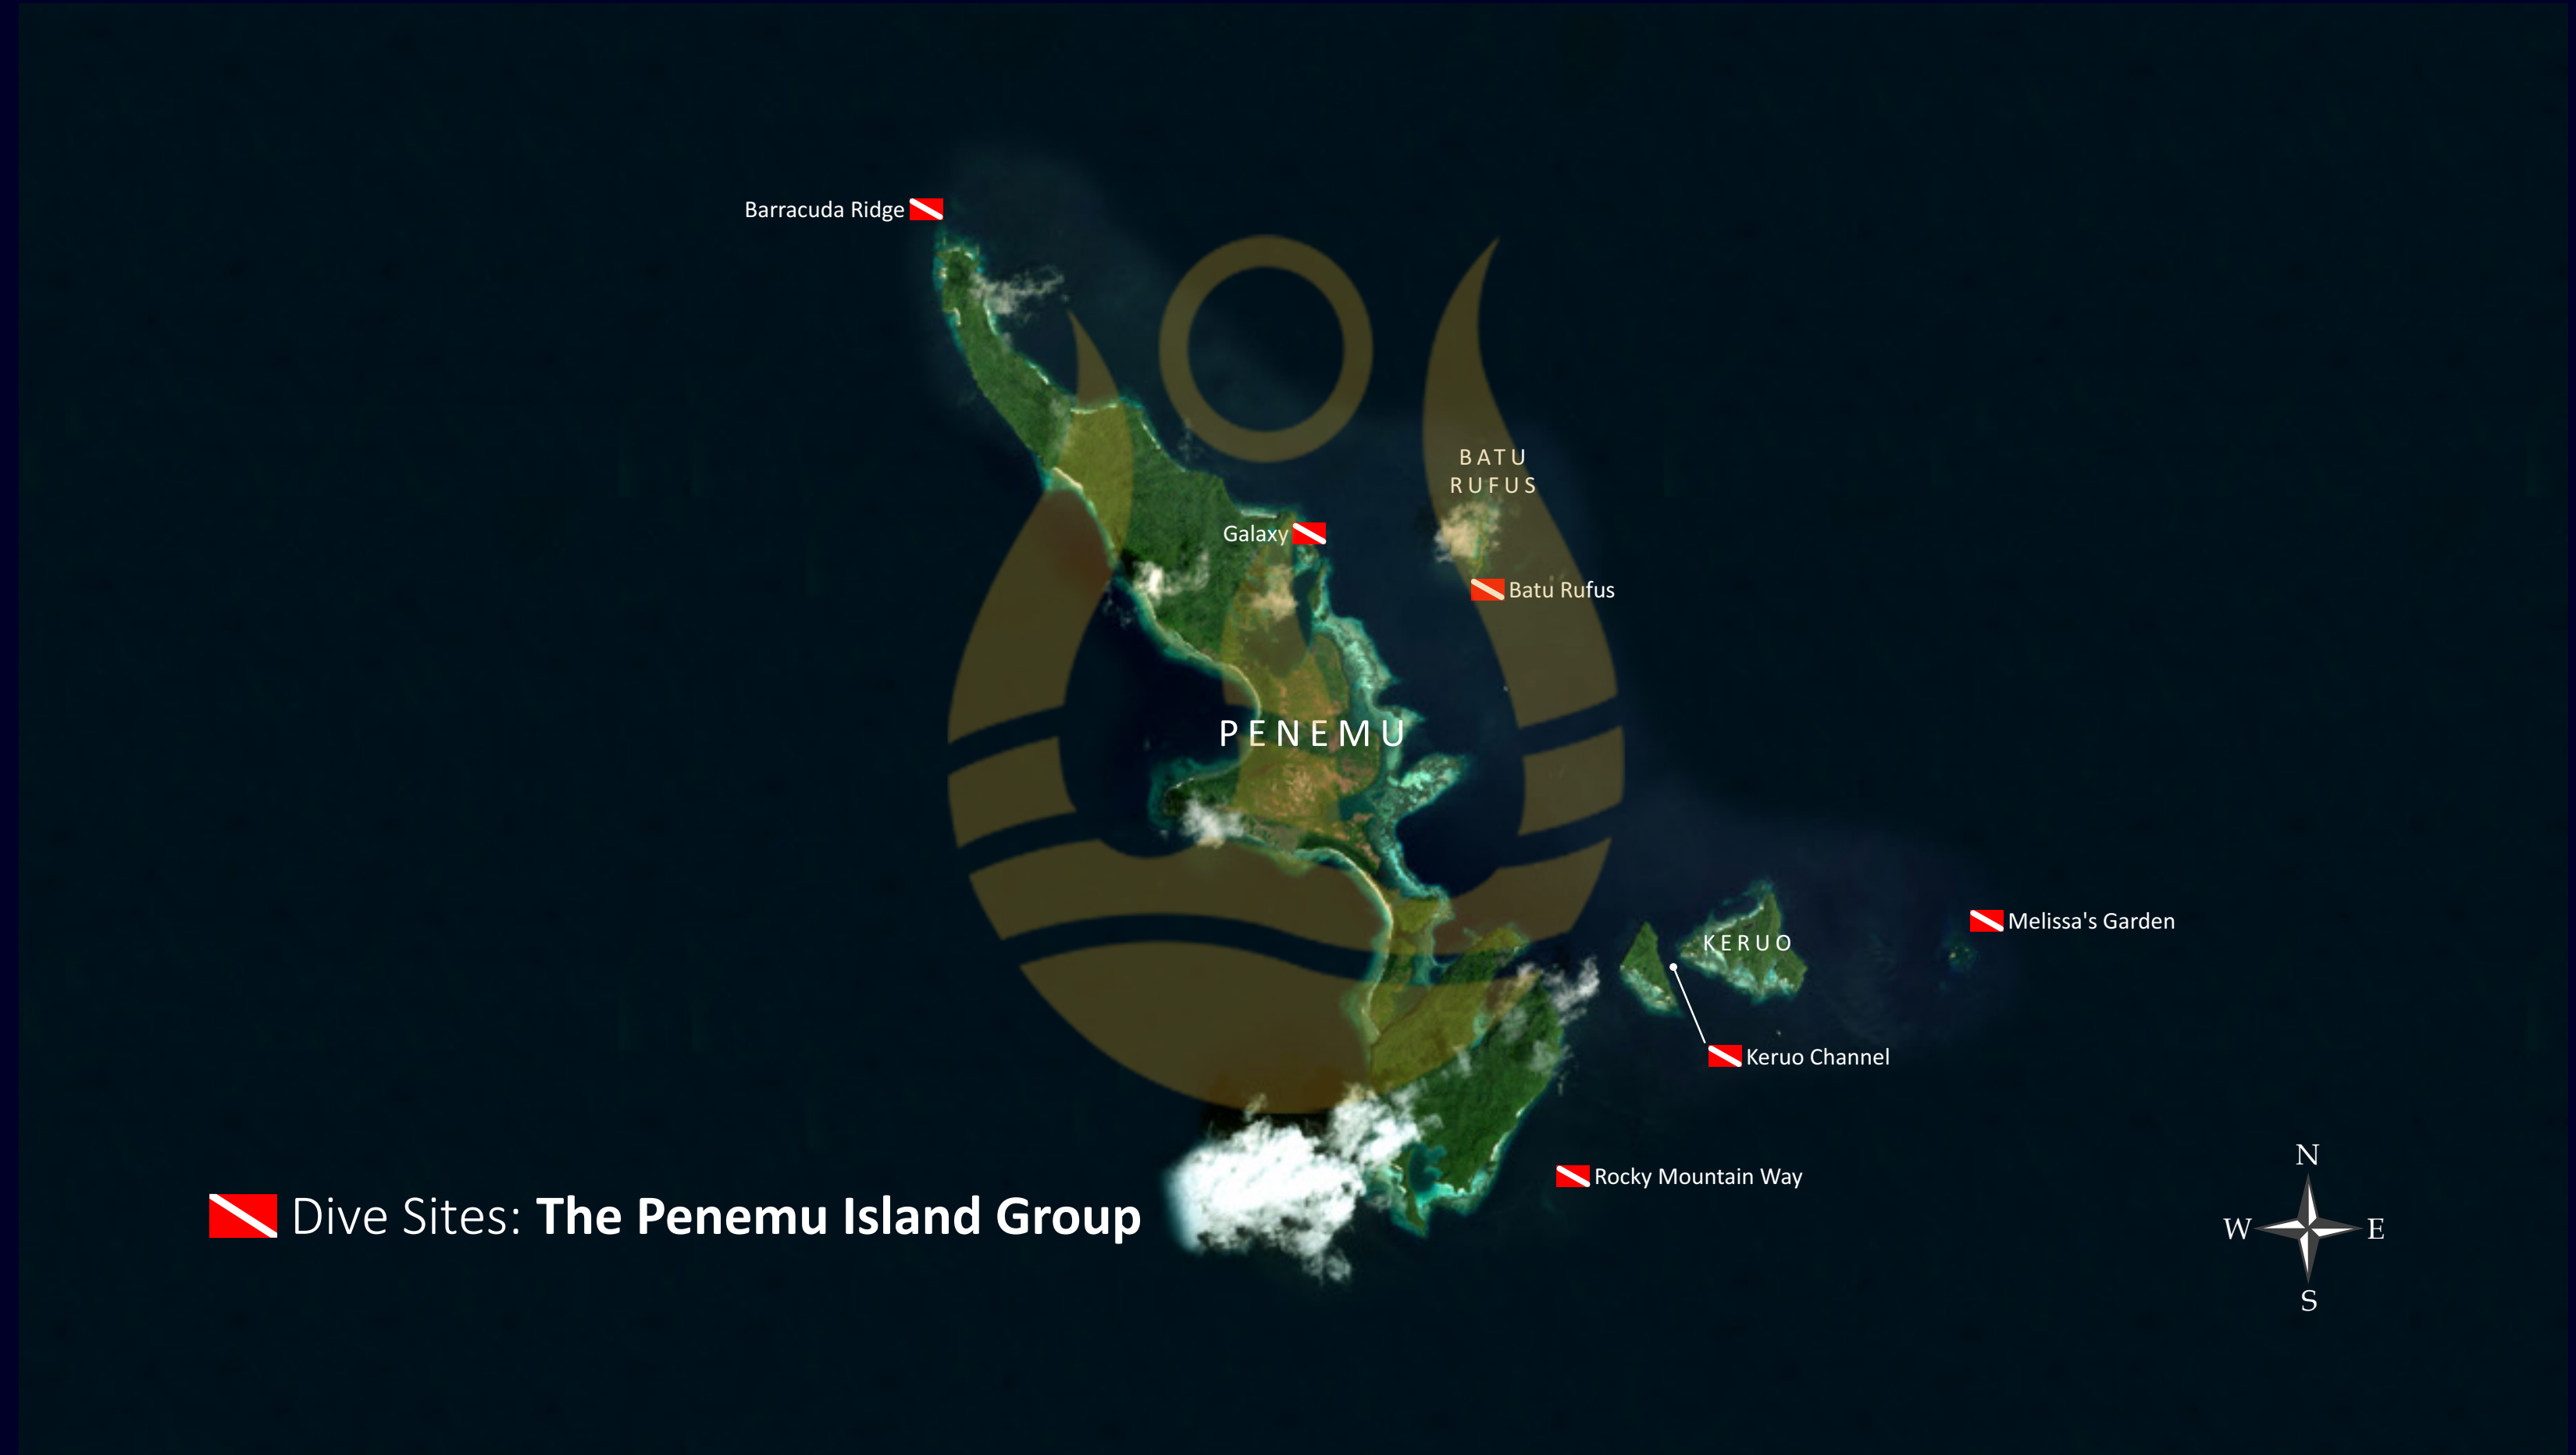 Barracuda Ridge
BATU
RUFUS
Galaxy
Batu Rufus
PENEMU
Melissa's Garden
KERUO
Keruo Channel
Rocky Mountain Way
Dive Sites: The Penemu Island Group
N
W E
S